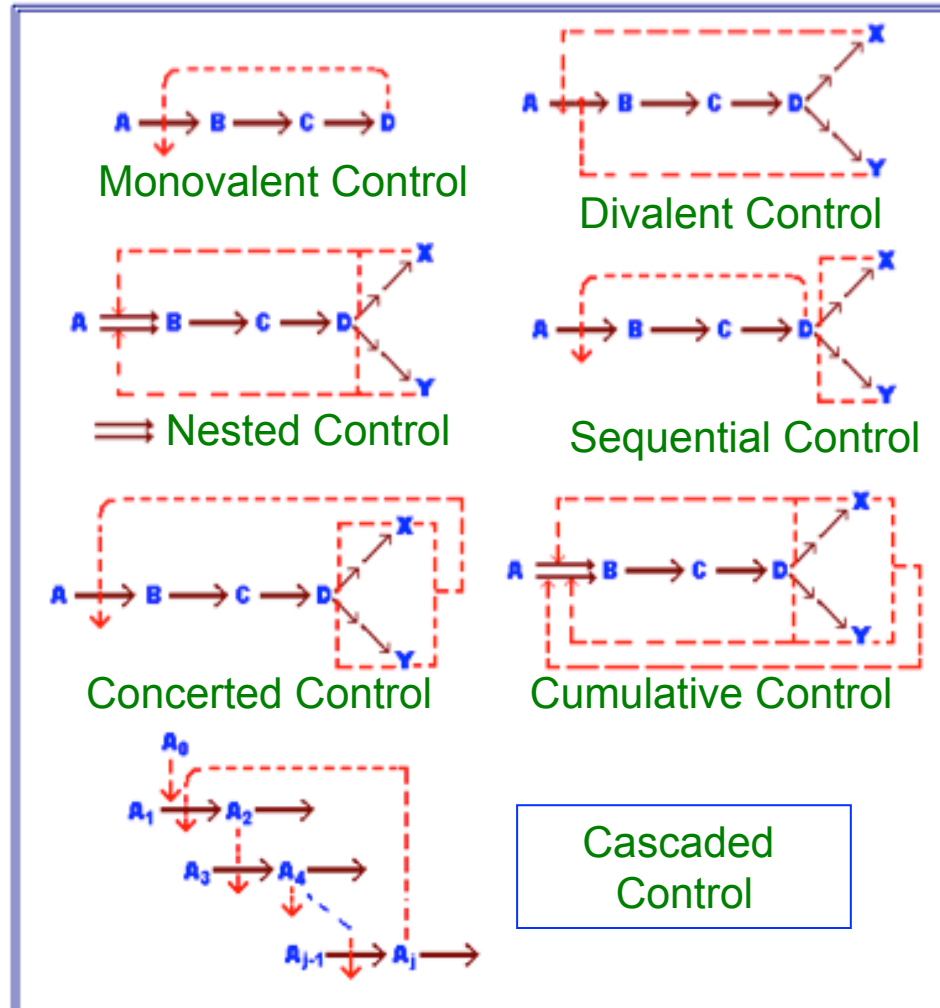 A B C D
Monovalent Control
X
A B C D
Y
Divalent Control
X
A B C D
Y
Nested Control
X
A B C D
Y
Sequential Control
X
A B C D
Y
Concerted Control
X
A B C D
Y
Cumulative Control
A₀
A₁ A₂
A₃ A₄
Aⱼ₋₁ Aⱼ
Cascaded
Control